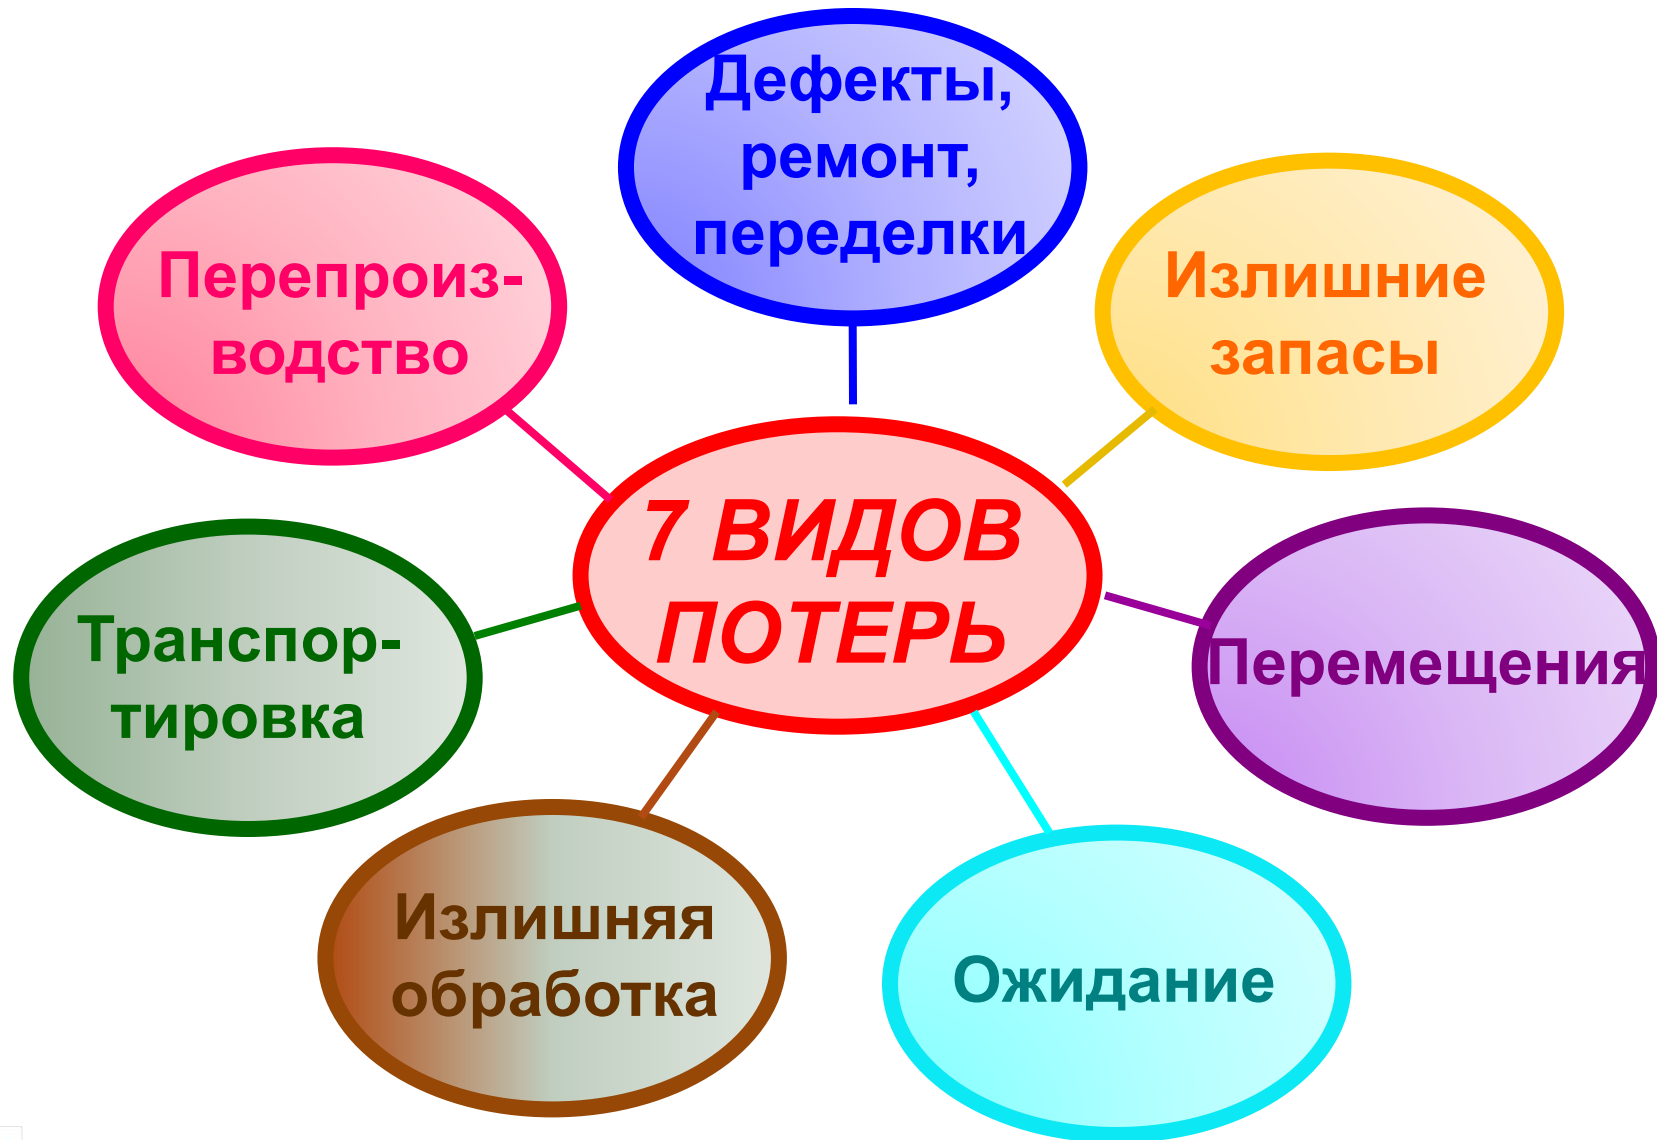 Дефекты,
ремонт,
переделки
Перепроиз-
водство
Излишние
запасы
7 ВИДОВ
ПОТЕРЬ
Транспор-
тировка
Перемещения
Излишняя
обработка
Ожидание